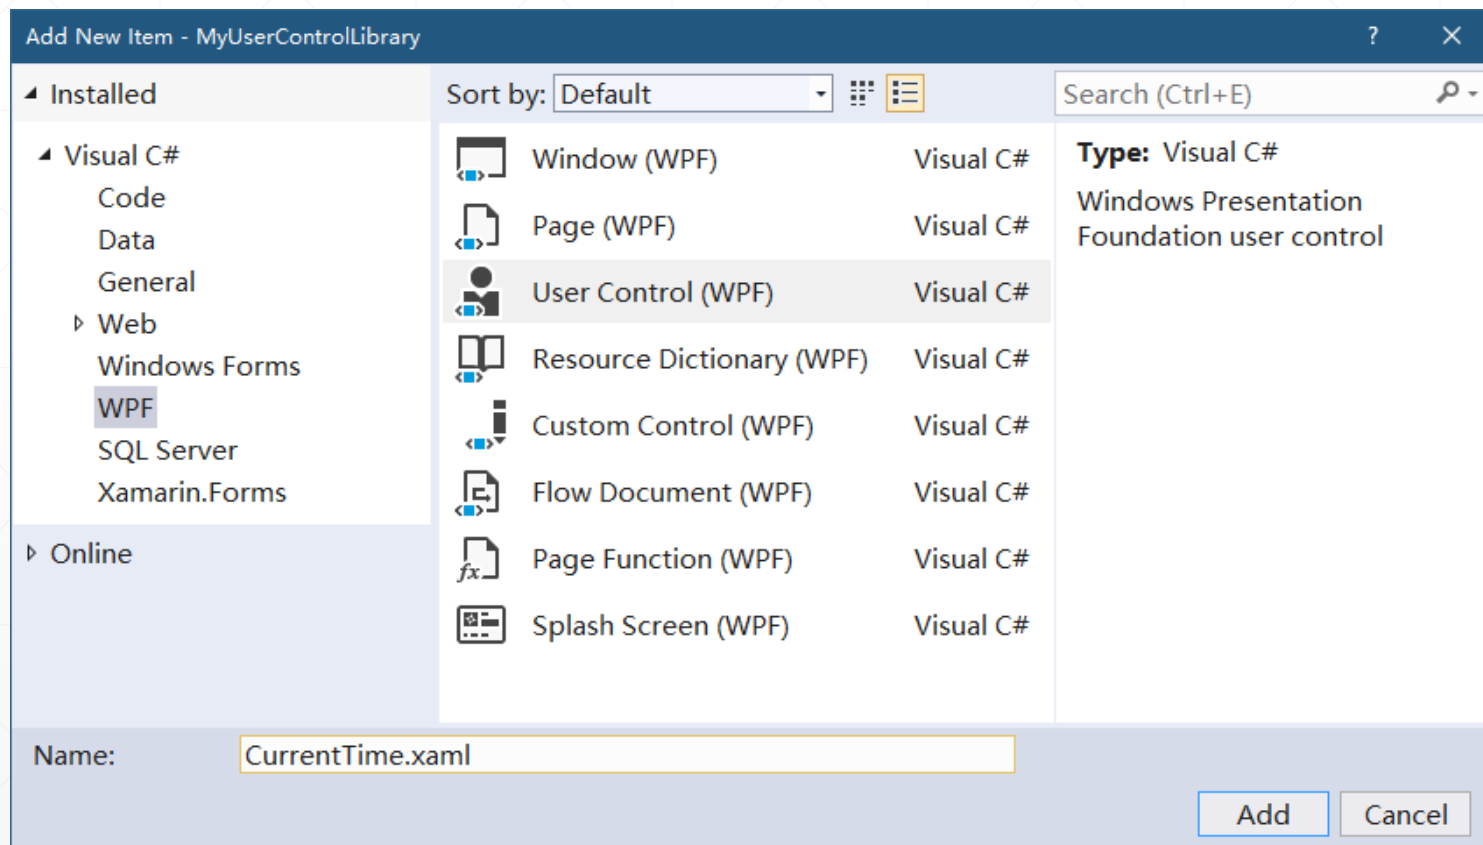 Add New Item - MyUserControlLibrary
?
Installed
Sort by: Default
Search (Ctrl+E)
Visual C#
Code
Data
General
Web
Windows Forms
WPF
SQL Server
Xamarin.Forms
Online
Window (WPF) Visual C#
Page (WPF) Visual C#
User Control (WPF) Visual C#
Resource Dictionary (WPF) Visual C#
Custom Control (WPF) Visual C#
Flow Document (WPF) Visual C#
fx
Page Function (WPF) Visual C#
Splash Screen (WPF) Visual C#
Type: Visual C#
Windows Presentation
Foundation user control
Name: CurrentTime.xaml
Add Cancel